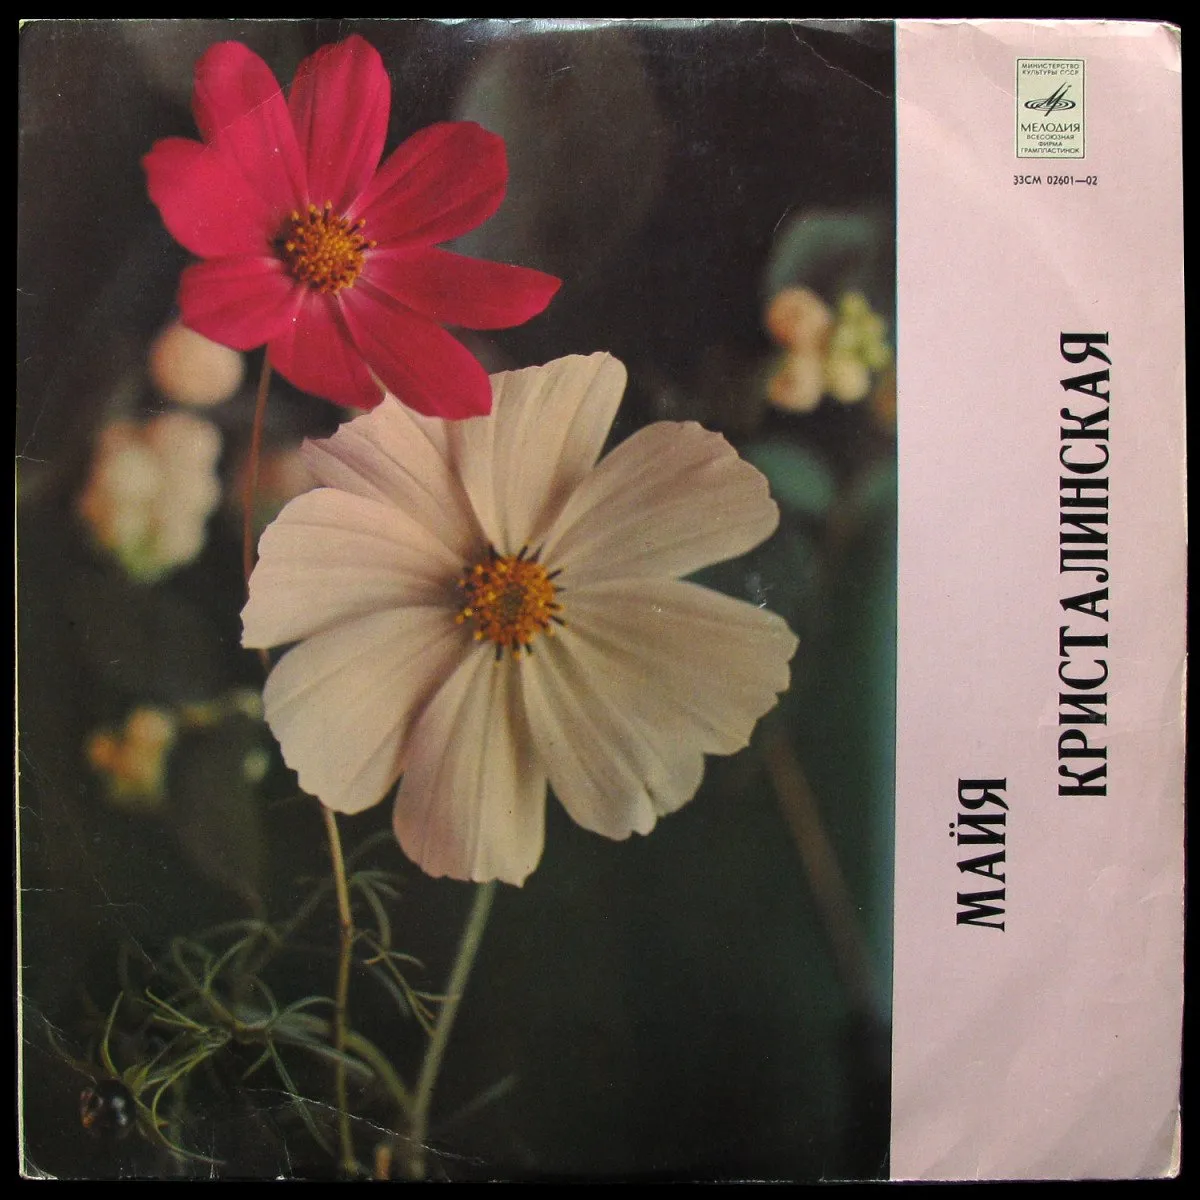 МИНИСТЕРСТВО
КУЛЬТУРЫ СССР
МЕЛОДИЯ
ВСЕСОЮЗНАЯ
ФИРМА
ГРАМПЛАСТИНОК
33СМ 02601—02
МАЙЯ
КРИСТАЛИНСКАЯ